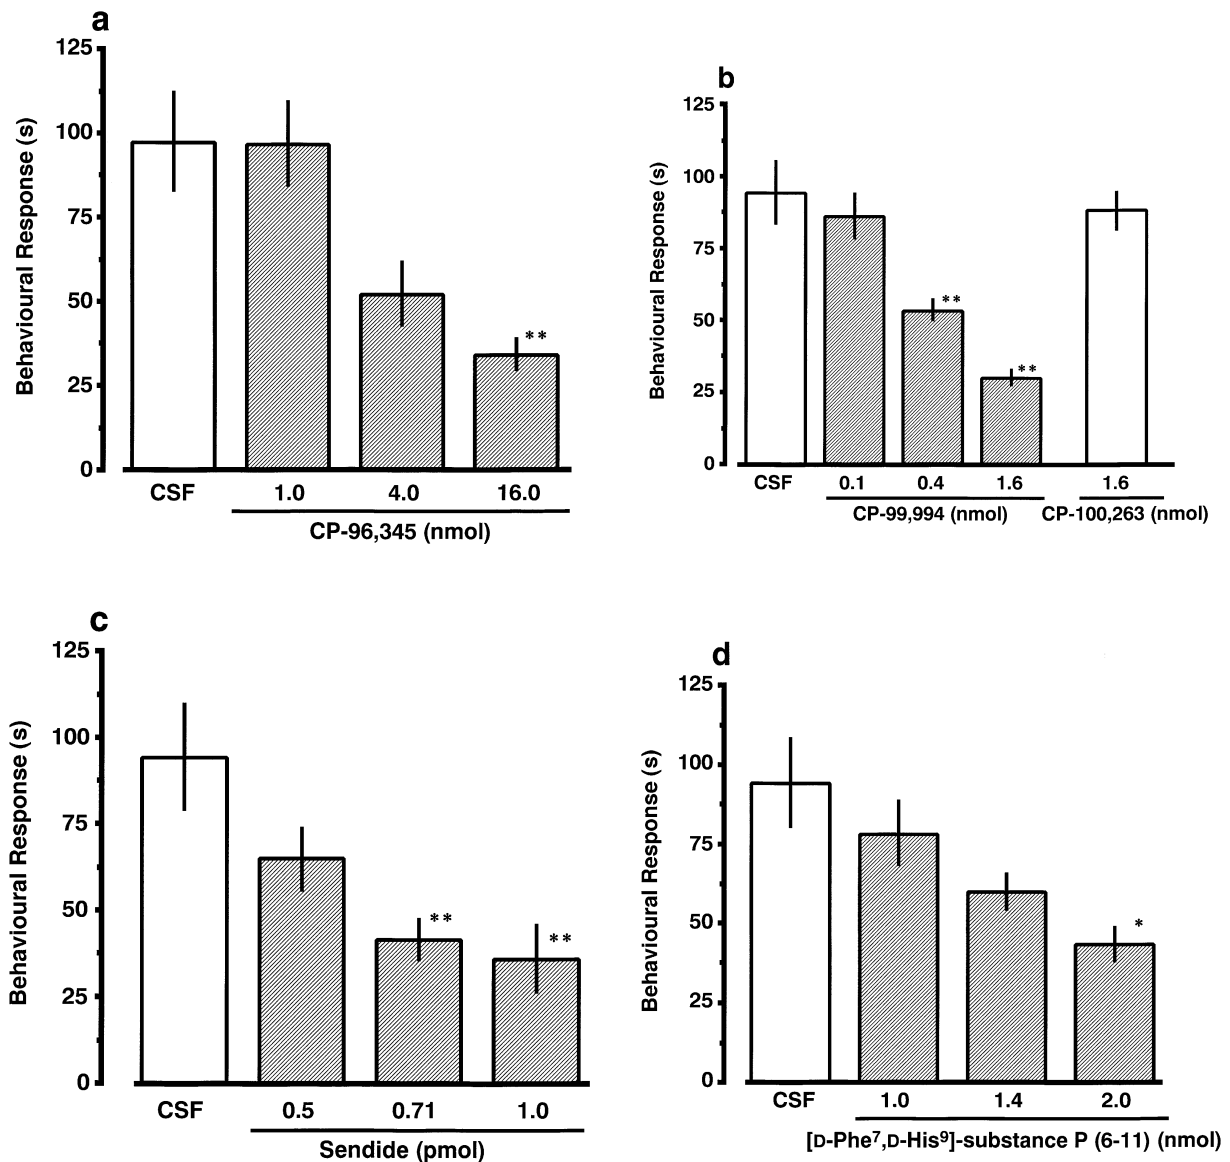 a
125
100
75
50
25
0
Behavioural Response (s)
CSF 1.0 4.0 16.0
**
CP-96,345 (nmol)
b
125
100
75
50
25
0
Behavioural Response (s)
**
**
CSF 0.1 0.4 1.6 1.6
CP-99,994 (nmol) CP-100,263 (nmol)
c
125
100
75
50
25
0
Behavioural Response (s)
**
**
CSF 0.5 0.71 1.0
Sendide (pmol)
d
125
100
75
50
25
0
Behavioural Response (s)
*
CSF 1.0 1.4 2.0
[D-Phe⁷,D-His⁹]-substance P (6-11) (nmol)